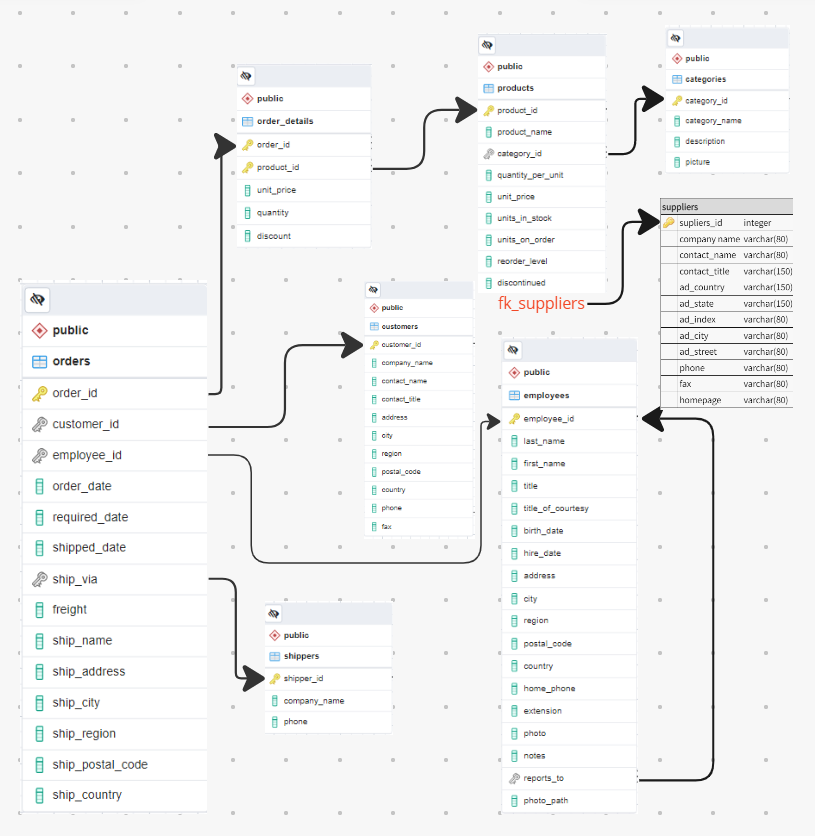 public
order_details
order_id
product_id
unit_price
quantity
discount
public
products
product_id
product_name
category_id
quantity_per_unit
unit_price
units_in_stock
units_on_order
reorder_level
discontinued
fk_suppliers
public
categories
category_id
category_name
description
picture
suppliers
supliers_id integer
company name varchar(80)
contact_name varchar(80)
contact_title varchar(150)
ad_country varchar(150)
ad_state varchar(150)
ad_index varchar(80)
ad_city varchar(80)
ad_street varchar(80)
phone varchar(80)
fax varchar(80)
homepage varchar(80)
public
orders
order_id
customer_id
employee_id
order_date
required_date
shipped_date
ship_via
freight
ship_name
ship_address
ship_city
ship_region
ship_postal_code
ship_country
public
customers
customer_id
company_name
contact_name
contact_title
address
city
region
postal_code
country
phone
fax
public
employees
employee_id
last_name
first_name
title
title_of_courtesy
birth_date
hire_date
address
city
region
postal_code
country
home_phone
extension
photo
notes
reports_to
photo_path
public
shippers
shipper_id
company_name
phone